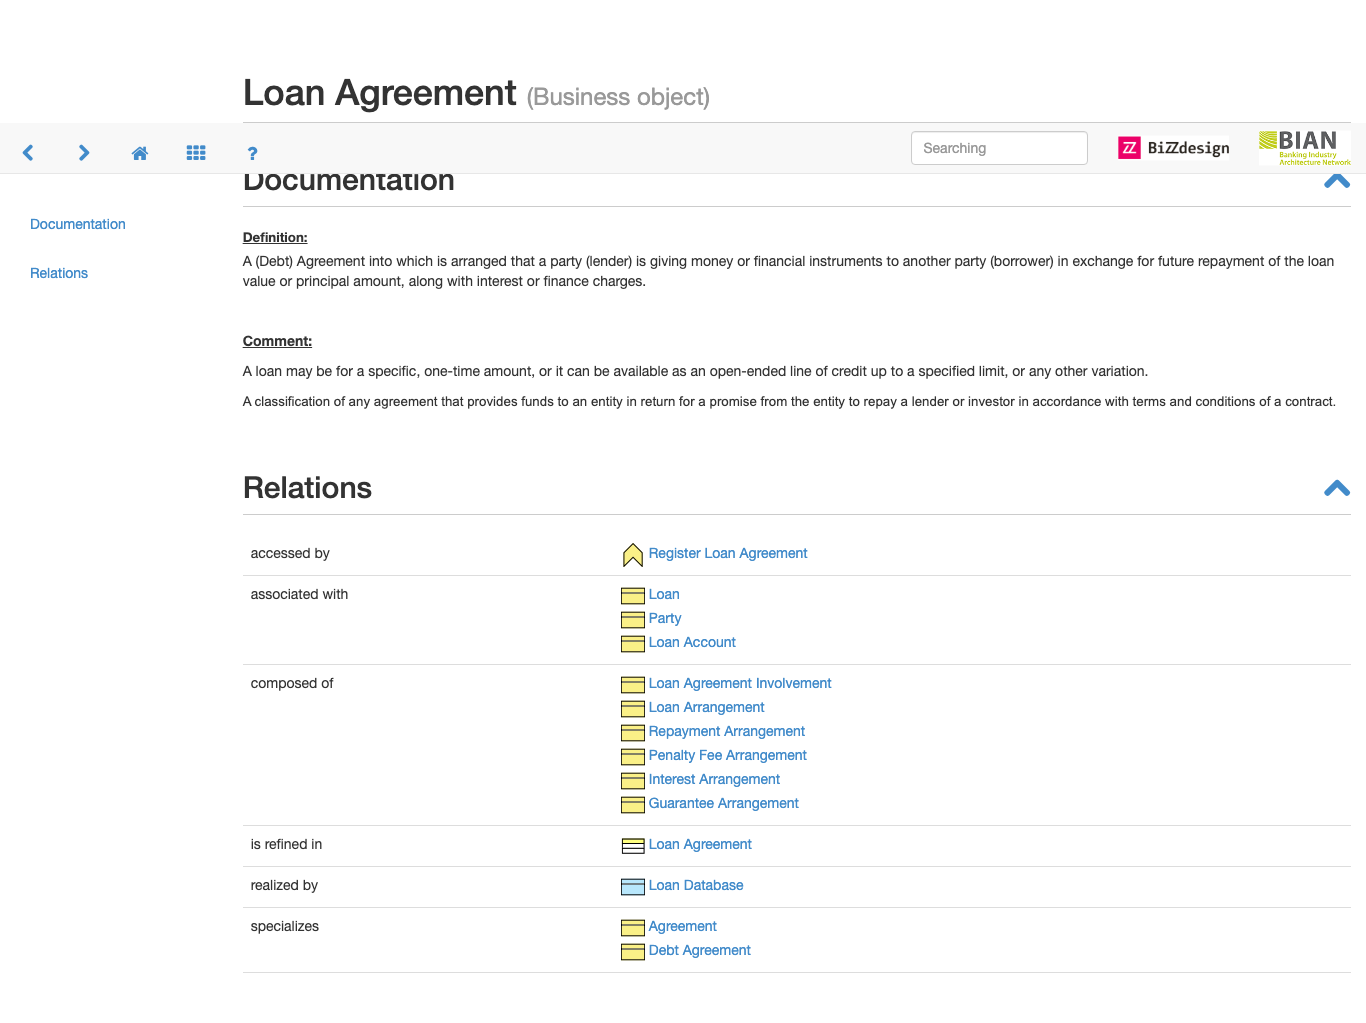 Loan Agreement (Business object)
?
Searching
BiZZdesign
BIAN
Banking Industry
Architecture Network
Documentation
Documentation
Relations
Definition:
A (Debt) Agreement into which is arranged that a party (lender) is giving money or financial instruments to another party (borrower) in exchange for future repayment of the loan
value or principal amount, along with interest or finance charges.
Comment:
A loan may be for a specific, one-time amount, or it can be available as an open-ended line of credit up to a specified limit, or any other variation.
A classification of any agreement that provides funds to an entity in return for a promise from the entity to repay a lender or investor in accordance with terms and conditions of a contract.
Relations
accessed by Register Loan Agreement
associated with Loan
Party
Loan Account
composed of Loan Agreement Involvement
Loan Arrangement
Repayment Arrangement
Penalty Fee Arrangement
Interest Arrangement
Guarantee Arrangement
is refined in Loan Agreement
realized by Loan Database
specializes Agreement
Debt Agreement